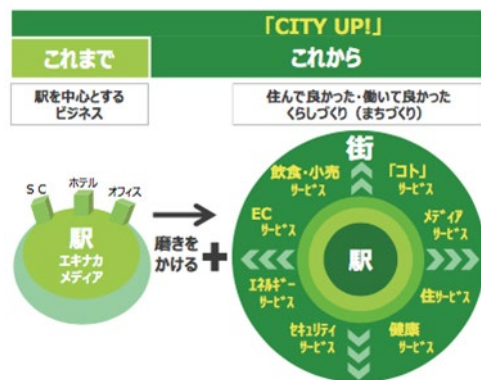 「CITY UP!」
これまで
これから
駅を中心とする
ビジネス
住んで良かった・働いて良かった
くらしづくり（まちづくり）
SC
ホテル
オフィス
駅
エキナカ
メディア
磨きを
かける
+
街
飲食・小売
サービス
「コト」
サービス
EC
サービス
メディア
サービス
駅
エネルギー
サービス
住サービス
セキュリティ
サービス
健康
サービス